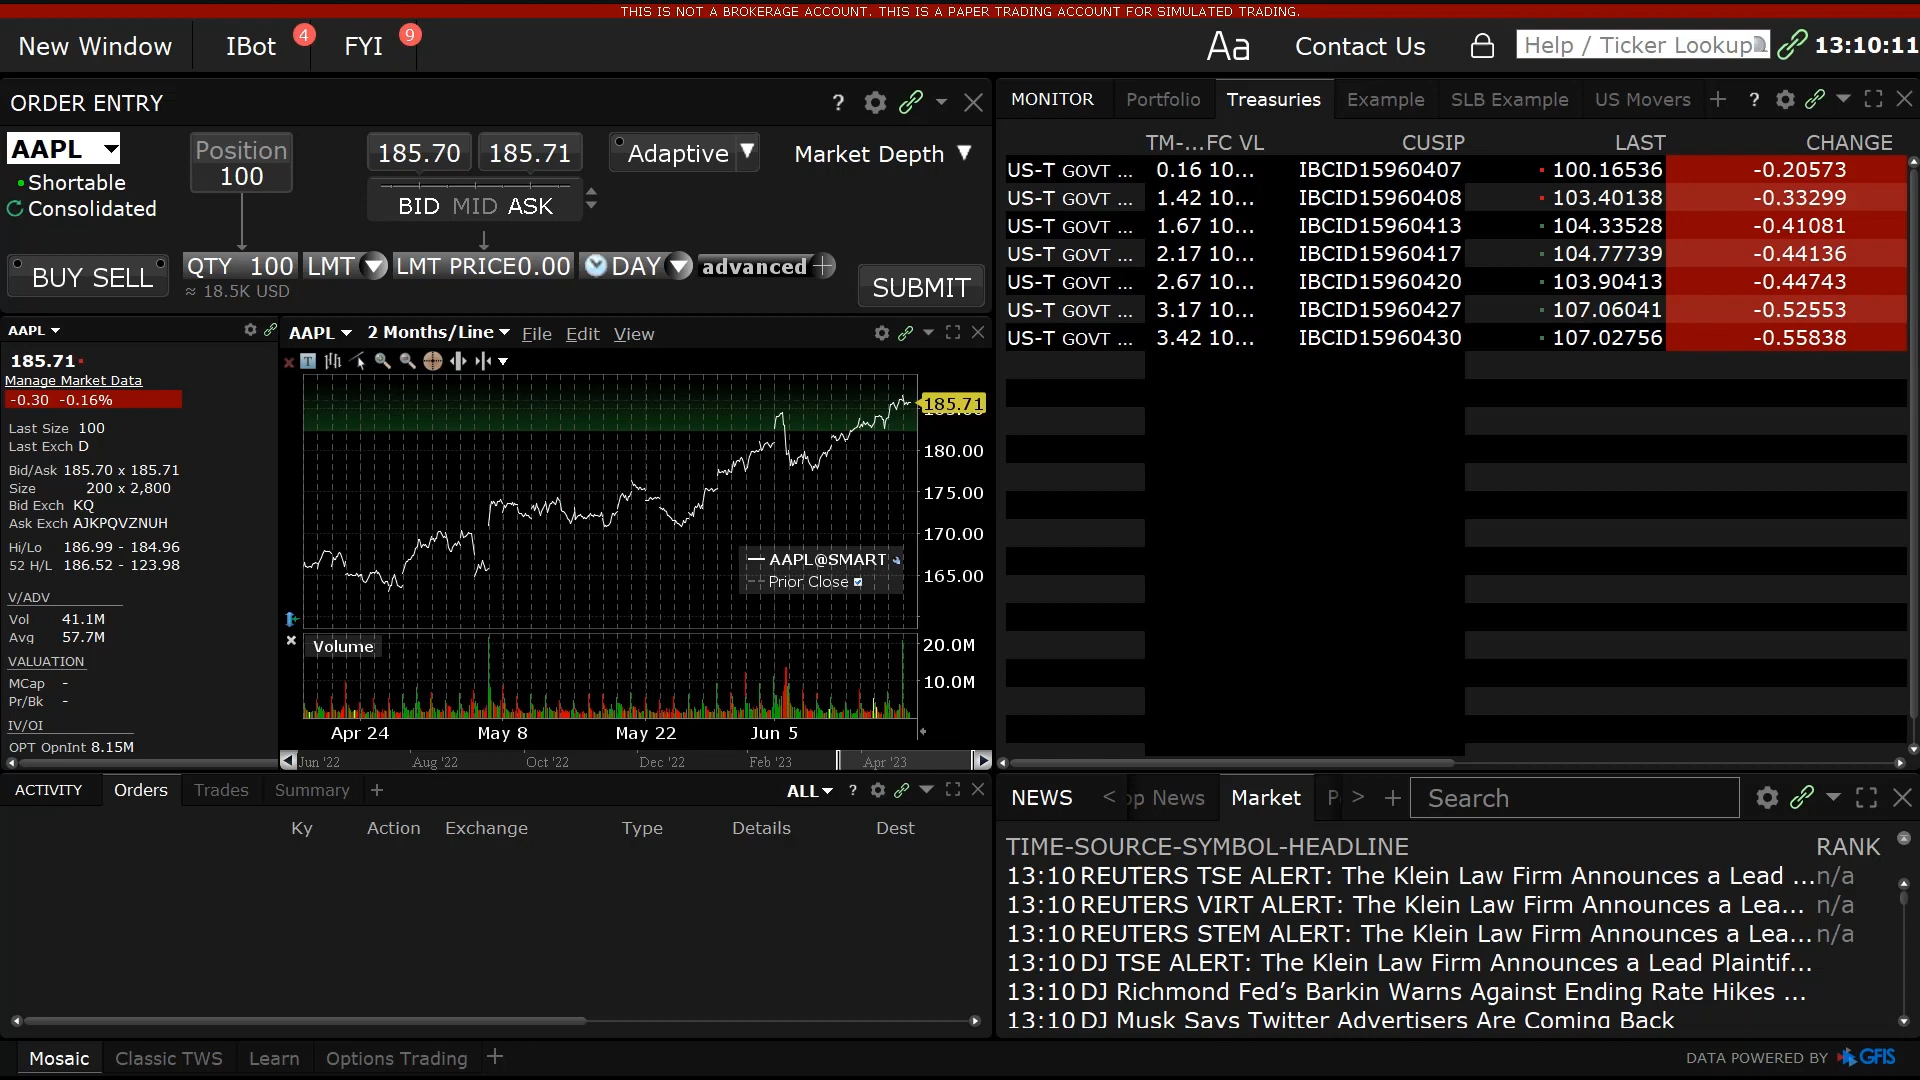 THIS IS NOT A BROKERAGE ACCOUNT. THIS IS A PAPER TRADING ACCOUNT FOR SIMULATED TRADING.
New Window IBot 4 FYI 9 Aa Contact Us Help / Ticker Lookup 13:10:11
ORDER ENTRY ?
AAPL Position 100 185.70 185.71 Adaptive Market Depth
Shortable
Consolidated
BID MID ASK
BUY SELL QTY 100 LMT LMT PRICE 0.00 DAY advanced + SUBMIT
≈ 18.5K USD
AAPL
185.71
Manage Market Data
-0.30 -0.16%
Last Size 100
Last Exch D
Bid/Ask 185.70 x 185.71
Size 200 x 2,800
Bid Exch KQ
Ask Exch AJKPQVZNUH
Hi/Lo 186.99 - 184.96
52 H/L 186.52 - 123.98
V/ADV
Vol 41.1M
Avg 57.7M
VALUATION
MCap -
Pr/Bk -
IV/OI
OPT OpnInt 8.15M
AAPL 2 Months/Line File Edit View
T
185.71
180.00
175.00
170.00
165.00
AAPL@SMART
Prior Close
Volume
20.0M
10.0M
Apr 24 May 8 May 22 Jun 5
Jun '22 Aug '22 Oct '22 Dec '22 Feb '23 Apr '23
MONITOR Portfolio Treasuries Example SLB Example US Movers + ?
TM-... FC VL CUSIP LAST CHANGE
US-T GOVT ... 0.16 10... IBCID15960407 100.16536 -0.20573
US-T GOVT ... 1.42 10... IBCID15960408 103.40138 -0.33299
US-T GOVT ... 1.67 10... IBCID15960413 104.33528 -0.41081
US-T GOVT ... 2.17 10... IBCID15960417 104.77739 -0.44136
US-T GOVT ... 2.67 10... IBCID15960420 103.90413 -0.44743
US-T GOVT ... 3.17 10... IBCID15960427 107.06041 -0.52553
US-T GOVT ... 3.42 10... IBCID15960430 107.02756 -0.55838
ACTIVITY Orders Trades Summary + ALL ?
Ky Action Exchange Type Details Dest
NEWS < op News Market P > + Search
TIME-SOURCE-SYMBOL-HEADLINE RANK
13:10 REUTERS TSE ALERT: The Klein Law Firm Announces a Lead ... n/a
13:10 REUTERS VIRT ALERT: The Klein Law Firm Announces a Lea... n/a
13:10 REUTERS STEM ALERT: The Klein Law Firm Announces a Lea... n/a
13:10 DJ TSE ALERT: The Klein Law Firm Announces a Lead Plaintif...
13:10 DJ Richmond Fed’s Barkin Warns Against Ending Rate Hikes ...
13:10 DJ Musk Says Twitter Advertisers Are Coming Back
Mosaic Classic TWS Learn Options Trading + DATA POWERED BY GFIS